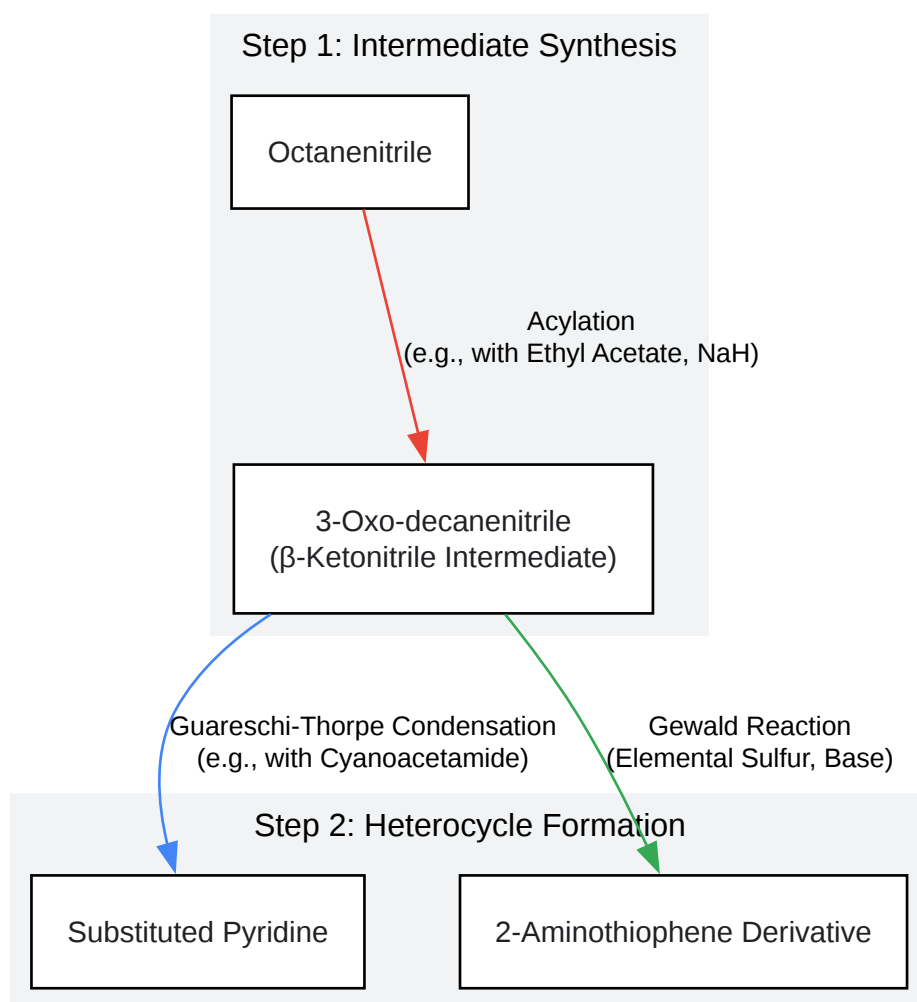 Step 1: Intermediate Synthesis
Octanenitrile
Acylation
(e.g., with Ethyl Acetate, NaH)
3-Oxo-decanenitrile
(β-Ketonitrile Intermediate)
Guareschi-Thorpe Condensation
(e.g., with Cyanoacetamide)
Gewald Reaction
(Elemental Sulfur, Base)
Step 2: Heterocycle Formation
Substituted Pyridine
2-Aminothiophene Derivative